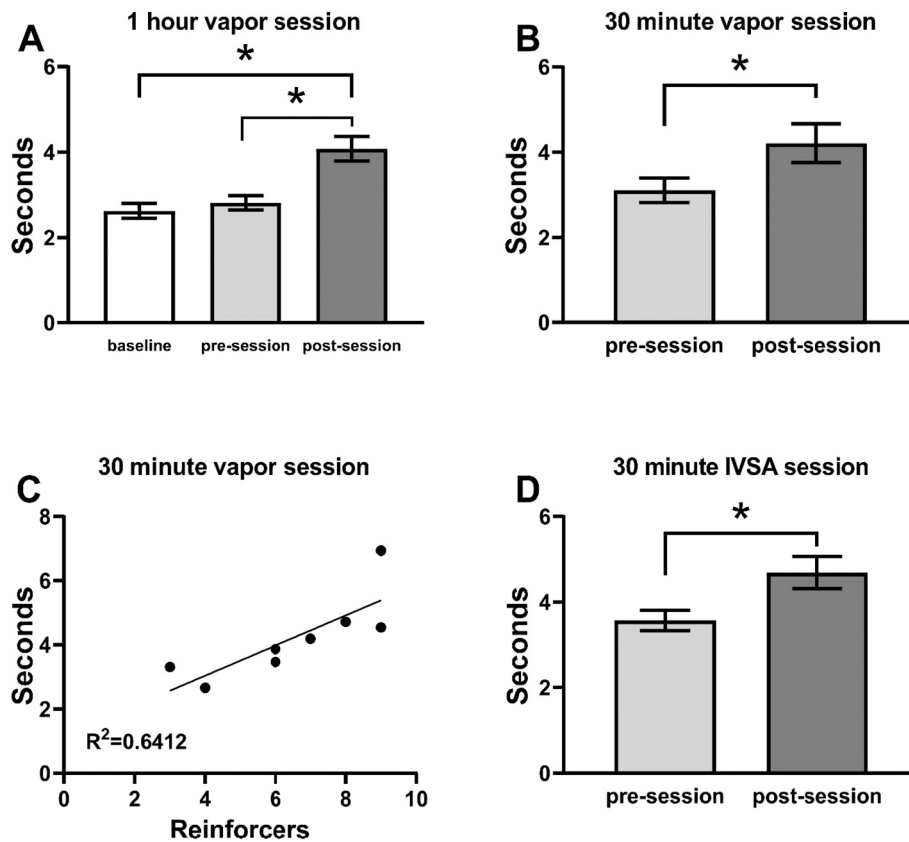 A
1 hour vapor session
*
*
6
4
2
0
Seconds
baseline
pre-session
post-session
B
30 minute vapor session
*
6
4
2
0
Seconds
pre-session
post-session
C
30 minute vapor session
8
6
4
2
0
Seconds
R²=0.6412
0 2 4 6 8 10
Reinforcers
D
30 minute IVSA session
*
6
4
2
0
Seconds
pre-session
post-session